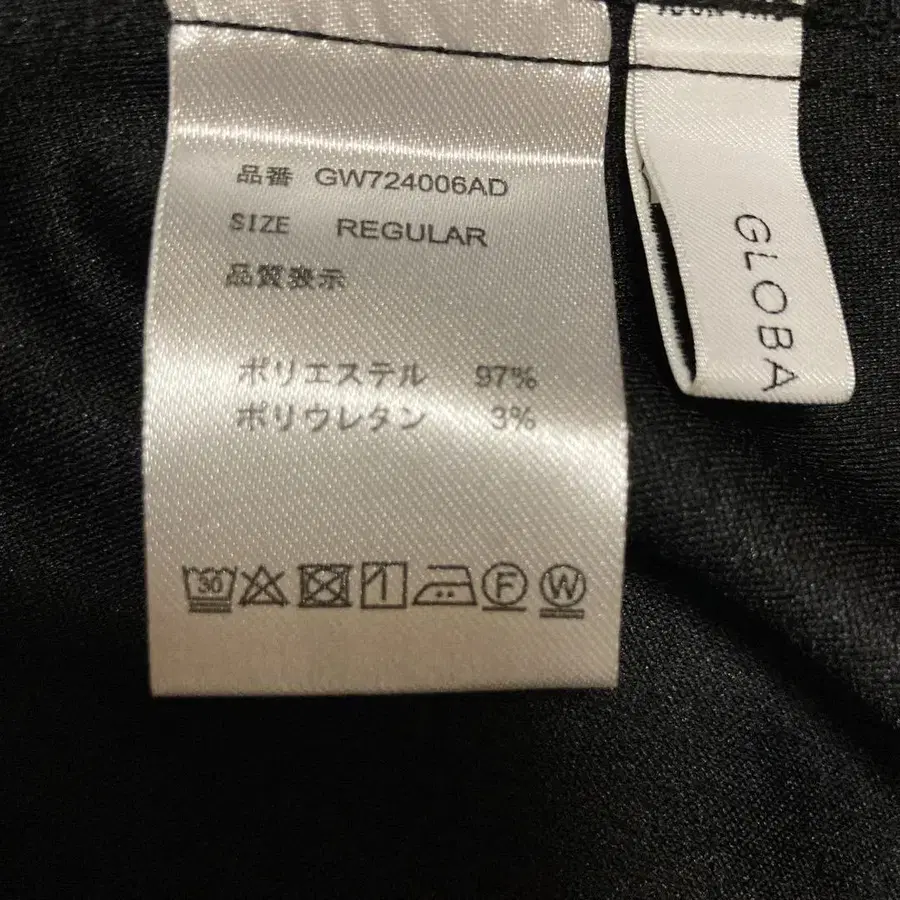 品番 GW724006AD
SIZE REGULAR
品質表示
ポリエステル 97%
ポリウレタン 3%
30
F
W
GLOBA